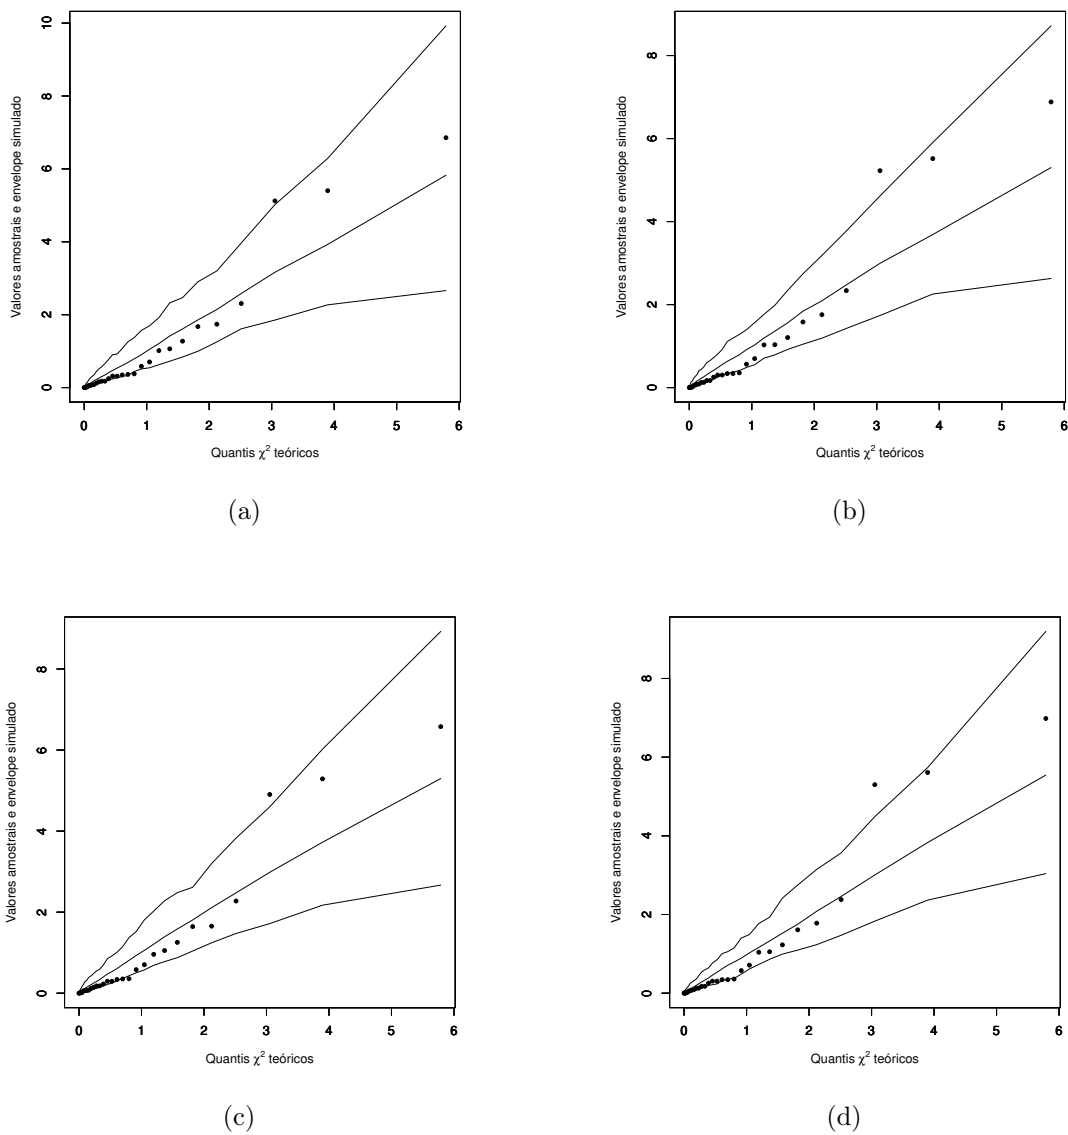 Valores amostrais e envelope simulado
10
8
6
4
2
0
0 1 2 3 4 5 6
Quantis χ² teóricos
(a)
Valores amostrais e envelope simulado
8
6
4
2
0
0 1 2 3 4 5 6
Quantis χ² teóricos
(b)
Valores amostrais e envelope simulado
8
6
4
2
0
0 1 2 3 4 5 6
Quantis χ² teóricos
(c)
Valores amostrais e envelope simulado
8
6
4
2
0
0 1 2 3 4 5 6
Quantis χ² teóricos
(d)